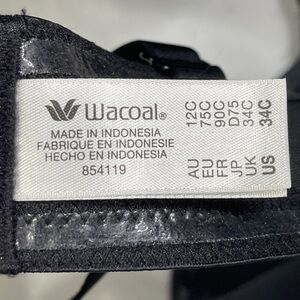 Wacoal®
MADE IN INDONESIA
FABRIQUE EN INDONESIE
HECHO EN INDONESIA
854119
AU 12C
EU 75C
FR 90C
JP D75
UK 34C
US 34C